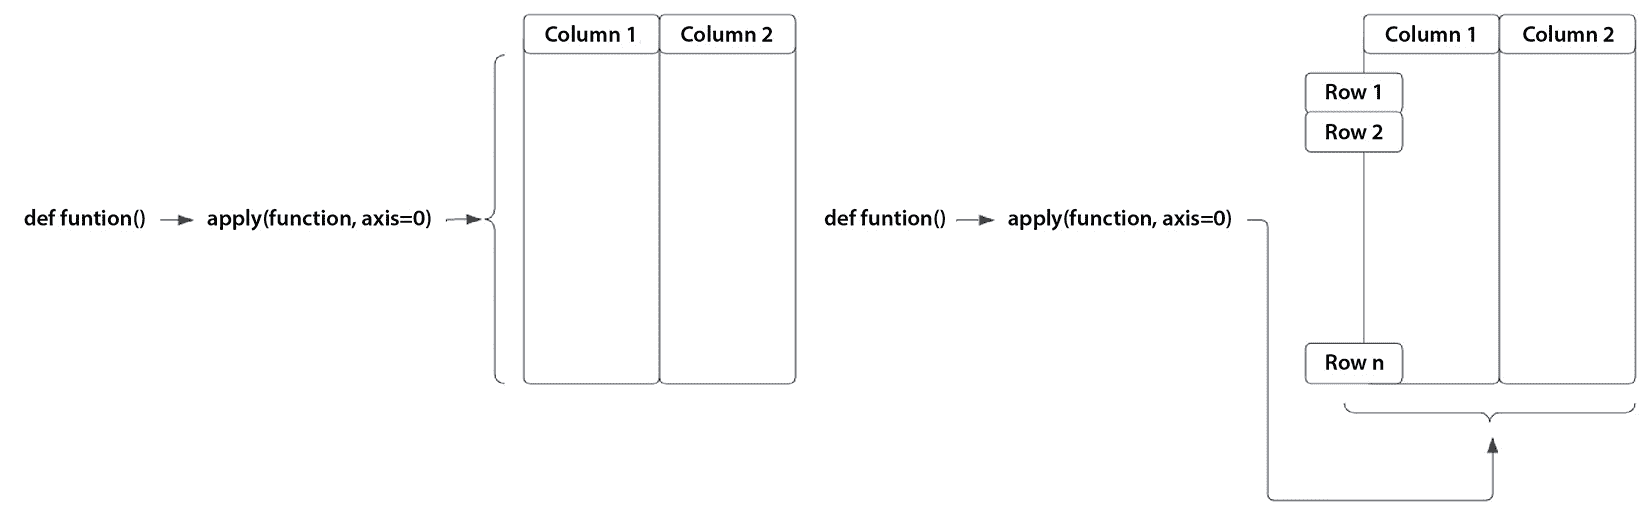 Column 1 Column 2
def funtion() apply(function, axis=0)
Column 1 Column 2
Row 1
Row 2
def funtion() apply(function, axis=0)
Row n